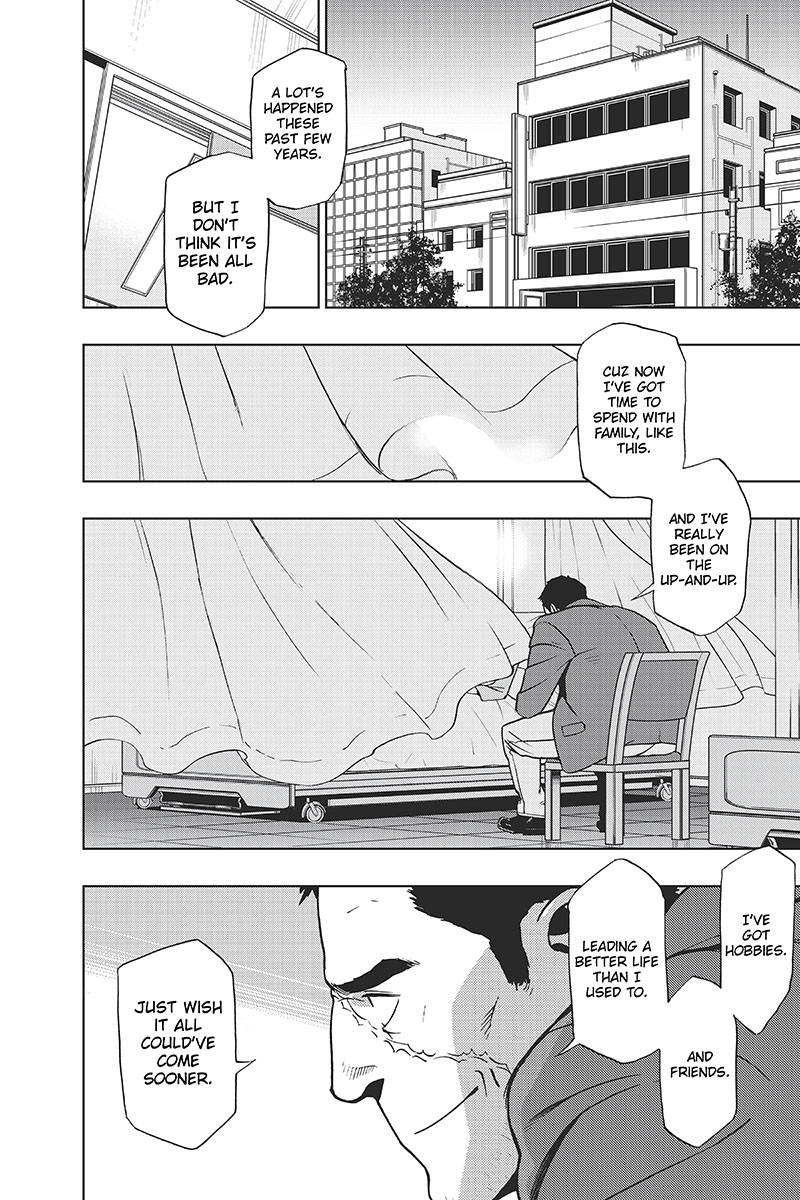 A LOT'S
HAPPENED
THESE
PAST FEW
YEARS.
BUT I
DON'T
THINK IT'S
BEEN ALL
BAD.
CUZ NOW
I'VE GOT
TIME TO
SPEND WITH
FAMILY, LIKE
THIS.
AND I'VE
REALLY
BEEN ON
THE
UP-AND-UP.
I'VE
GOT
HOBBIES.
AND
FRIENDS.
LEADING A
BETTER LIFE
THAN I
USED TO.
JUST WISH
IT ALL
COULD'VE
COME
SOONER.